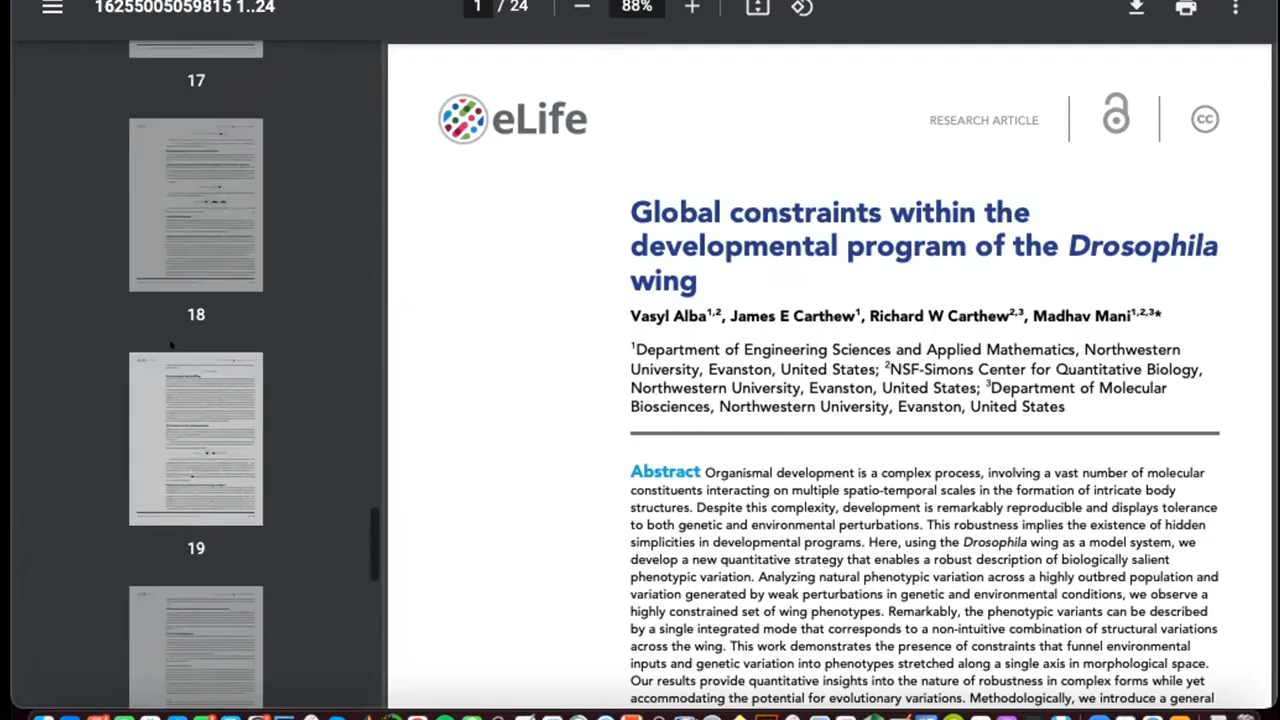 16255005059815 1..24
1 / 24
88%
17
18
19
eLife
RESEARCH ARTICLE
cc
Global constraints within the
developmental program of the Drosophila
wing
Vasyl Alba1,2, James E Carthew1, Richard W Carthew2,3, Madhav Mani1,2,3*
1Department of Engineering Sciences and Applied Mathematics, Northwestern
University, Evanston, United States; 2NSF-Simons Center for Quantitative Biology,
Northwestern University, Evanston, United States; 3Department of Molecular
Biosciences, Northwestern University, Evanston, United States
Abstract Organismal development is a complex process, involving a vast number of molecular
constituents interacting on multiple spatio-temporal scales in the formation of intricate body
structures. Despite this complexity, development is remarkably reproducible and displays tolerance
to both genetic and environmental perturbations. This robustness implies the existence of hidden
simplicities in developmental programs. Here, using the Drosophila wing as a model system, we
develop a new quantitative strategy that enables a robust description of biologically salient
phenotypic variation. Analyzing natural phenotypic variation across a highly outbred population and
variation generated by weak perturbations in genetic and environmental conditions, we observe a
highly constrained set of wing phenotypes. Remarkably, the phenotypic variants can be described
by a single integrated mode that corresponds to a non-intuitive combination of structural variations
across the wing. This work demonstrates the presence of constraints that funnel environmental
inputs and genetic variation into phenotypes stretched along a single axis in morphological space.
Our results provide quantitative insights into the nature of robustness in complex forms while yet
accommodating the potential for evolutionary variations. Methodologically, we introduce a general